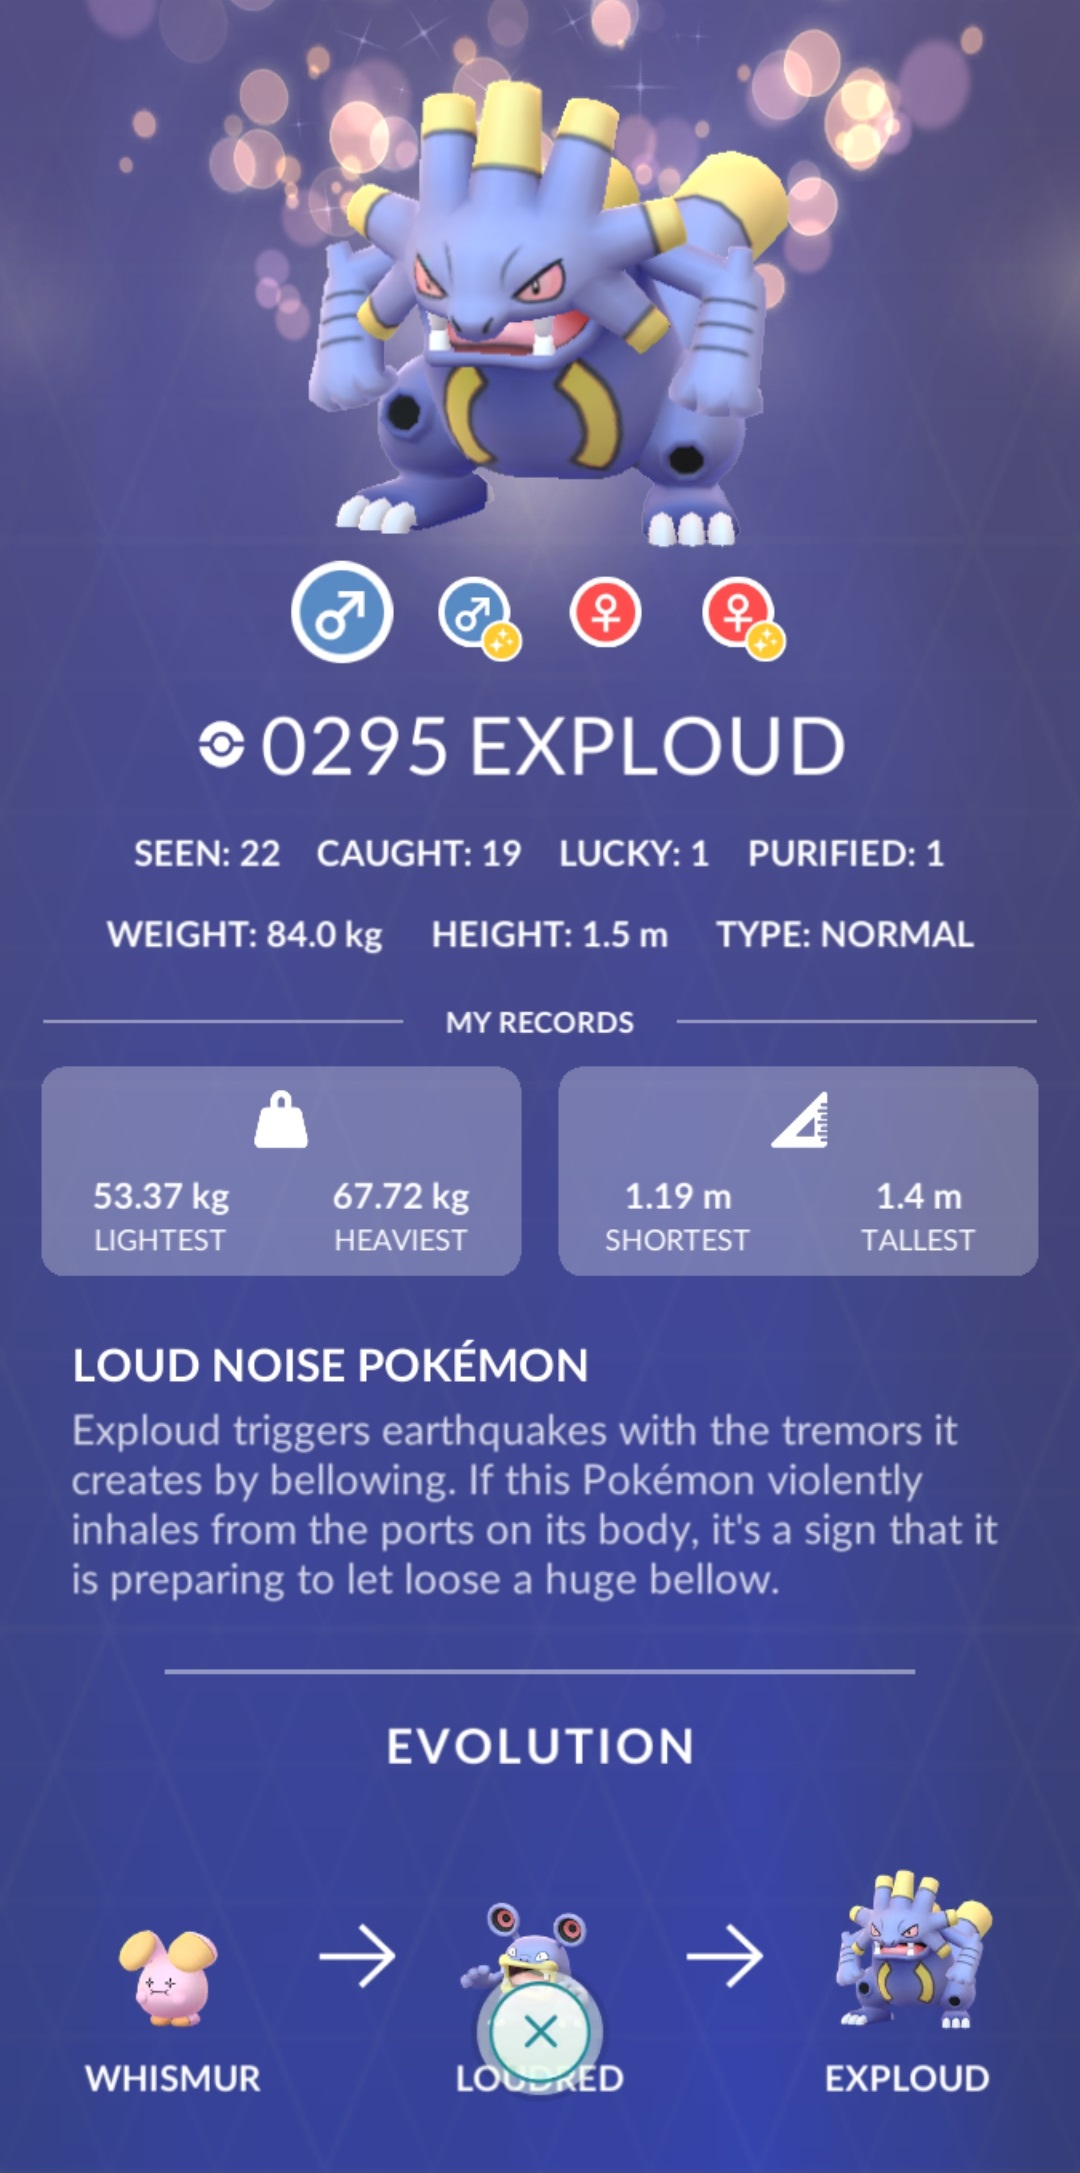 0295 EXPLOUD
SEEN: 22 CAUGHT: 19 LUCKY: 1 PURIFIED: 1
WEIGHT: 84.0 kg HEIGHT: 1.5 m TYPE: NORMAL
MY RECORDS
53.37 kg 67.72 kg 1.19 m 1.4 m
LIGHTEST HEAVIEST SHORTEST TALLEST
LOUD NOISE POKÉMON
Exploud triggers earthquakes with the tremors it
creates by bellowing. If this Pokémon violently
inhales from the ports on its body, it's a sign that it
is preparing to let loose a huge bellow.
EVOLUTION
WHISMUR LOUDRED EXPLOUD